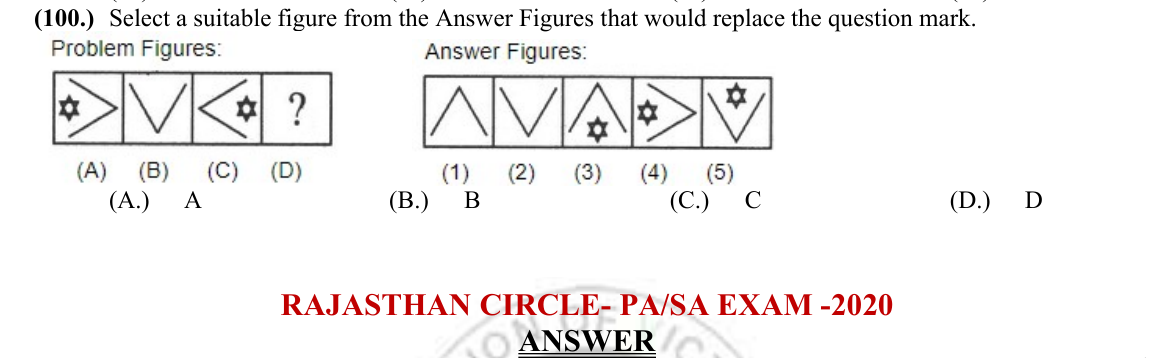 (100.) Select a suitable figure from the Answer Figures that would replace the question mark.
Problem Figures: Answer Figures:
?
(A) (B) (C) (D) (1) (2) (3) (4) (5)
(A.) A (B.) B (C.) C (D.) D
RAJASTHAN CIRCLE- PA/SA EXAM -2020
ANSWER